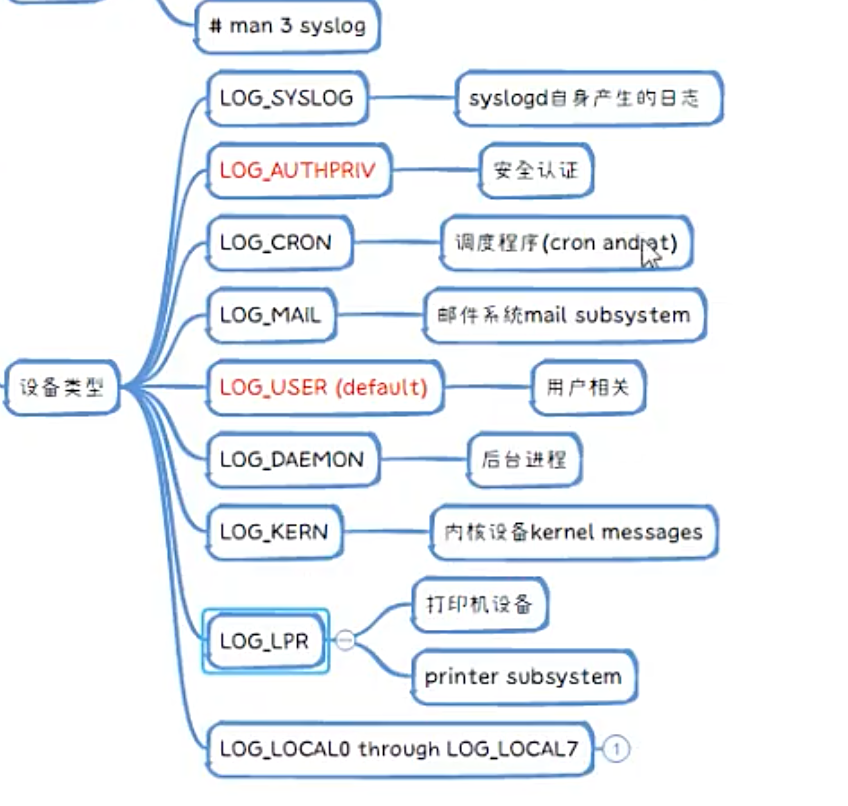 # man 3 syslog
LOG_SYSLOG
syslogd自身产生的日志
LOG_AUTHPRIV
安全认证
LOG_CRON
调度程序(cron and at)
LOG_MAIL
邮件系统mail subsystem
设备类型
LOG_USER (default)
用户相关
LOG_DAEMON
后台进程
LOG_KERN
内核设备kernel messages
LOG_LPR
打印机设备
printer subsystem
LOG_LOCAL0 through LOG_LOCAL7
1